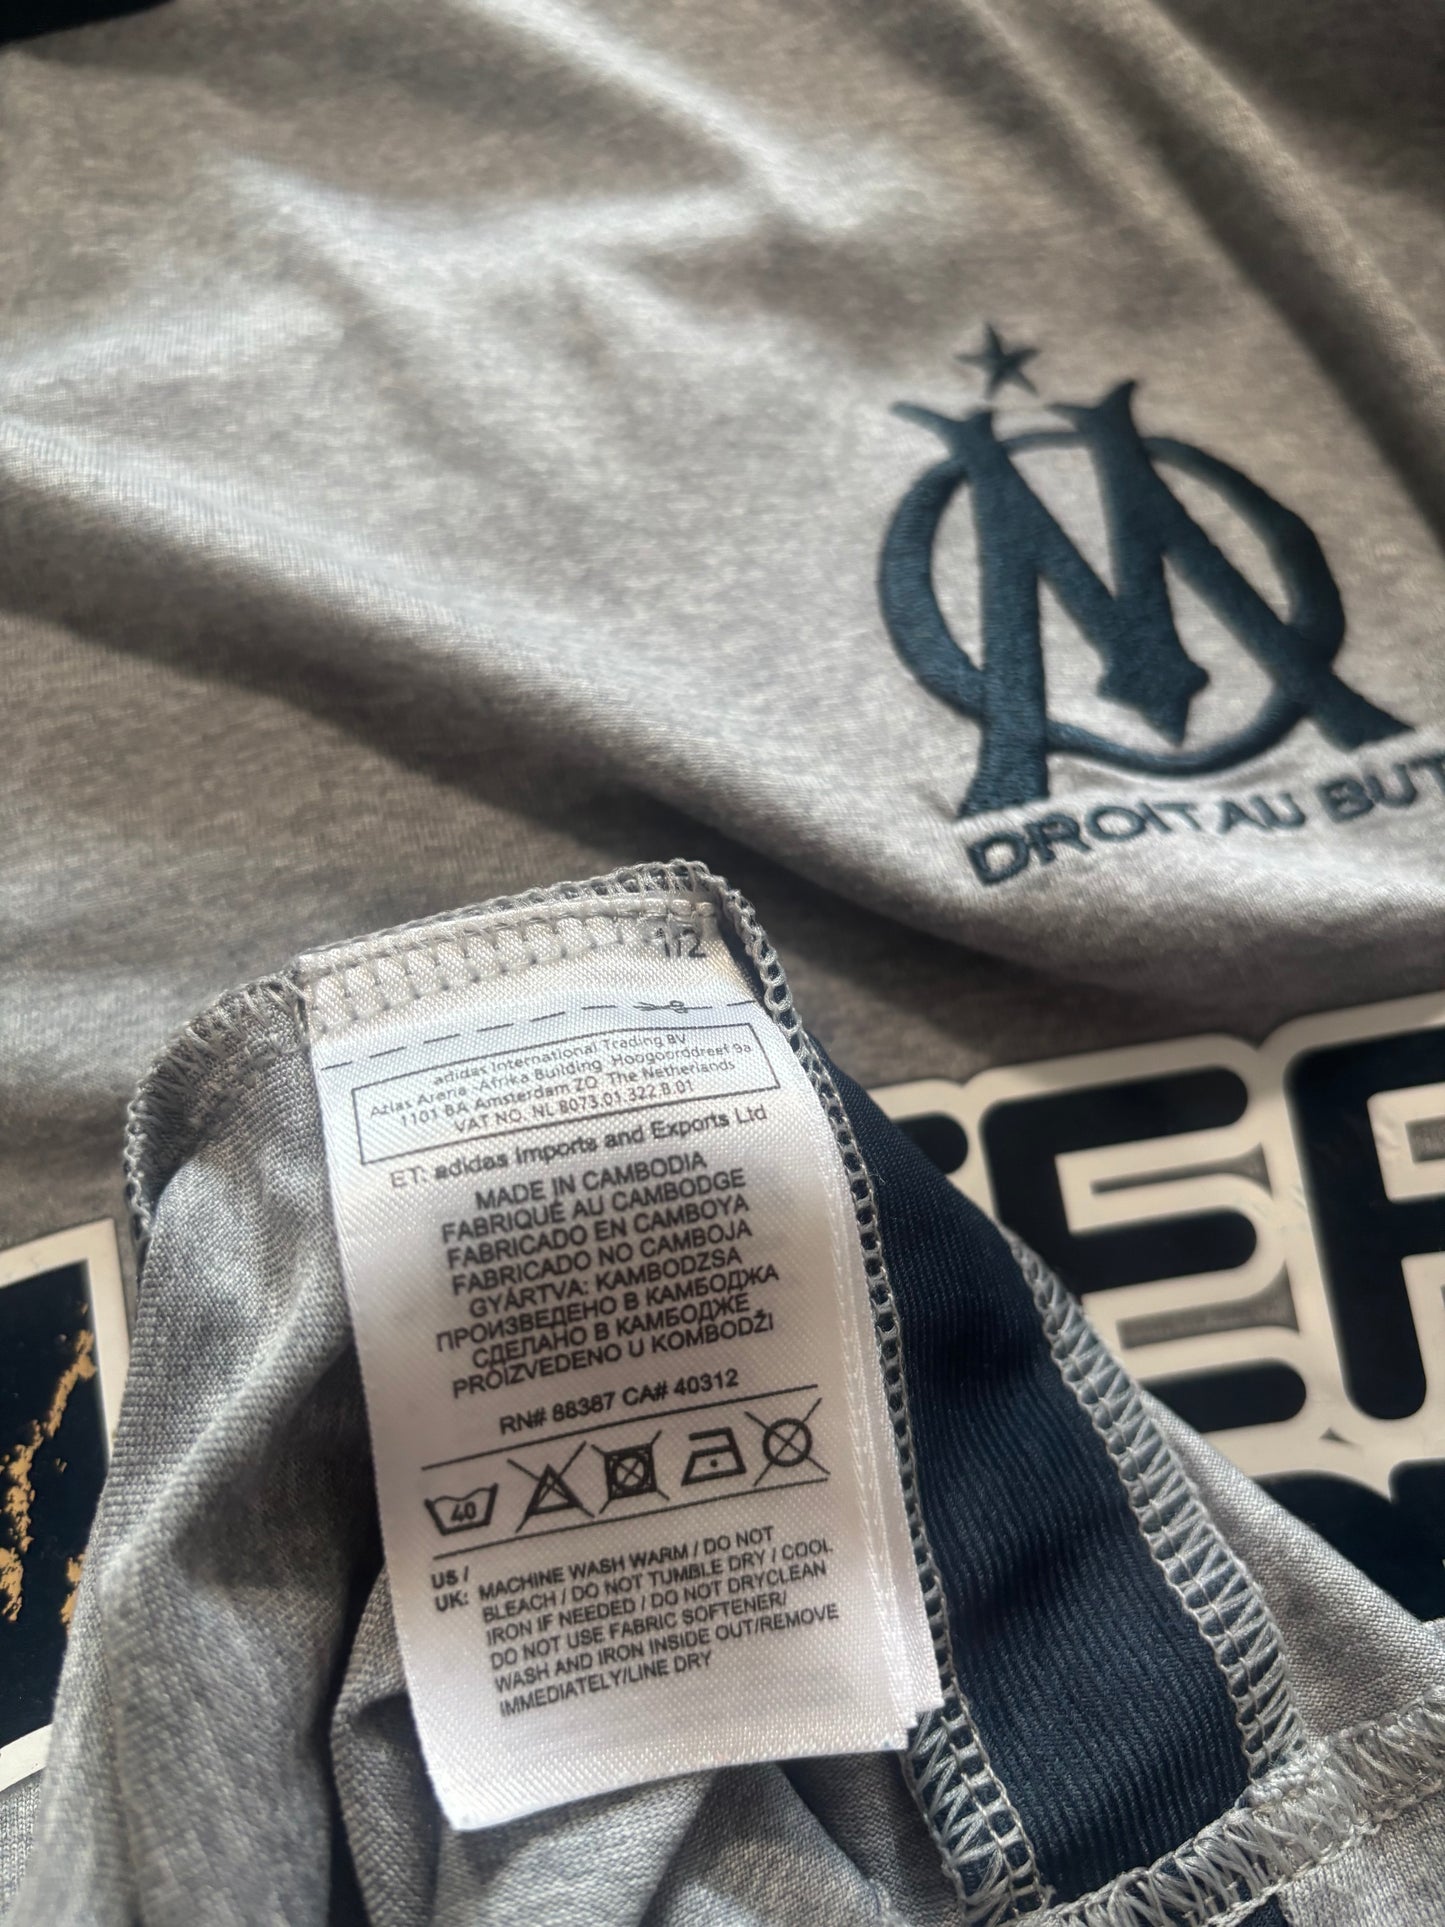 M
DROIT AU BUT
1/2
adidas International Trading BV
Atlas Arena -Afrika Building Hoogoorddreef 9a
1101 BA Amsterdam ZO The Netherlands
VAT NO. NL 8073.01.322.B.01
ET: adidas Imports and Exports Ltd
MADE IN CAMBODIA
FABRIQUÉ AU CAMBODGE
FABRICADO EN CAMBOYA
FABRICADO NO CAMBOJA
GYÁRTVA: KAMBODZSA
ПРОИЗВЕДЕНО В КАМБОДЖА
СДЕЛАНО В КАМБОДЖЕ
PROIZVEDENO U KOMBODŽI
RN# 88387 CA# 40312
40
US /
UK:
MACHINE WASH WARM / DO NOT
BLEACH / DO NOT TUMBLE DRY / COOL
IRON IF NEEDED / DO NOT DRYCLEAN
DO NOT USE FABRIC SOFTENER/
WASH AND IRON INSIDE OUT/REMOVE
IMMEDIATELY/LINE DRY